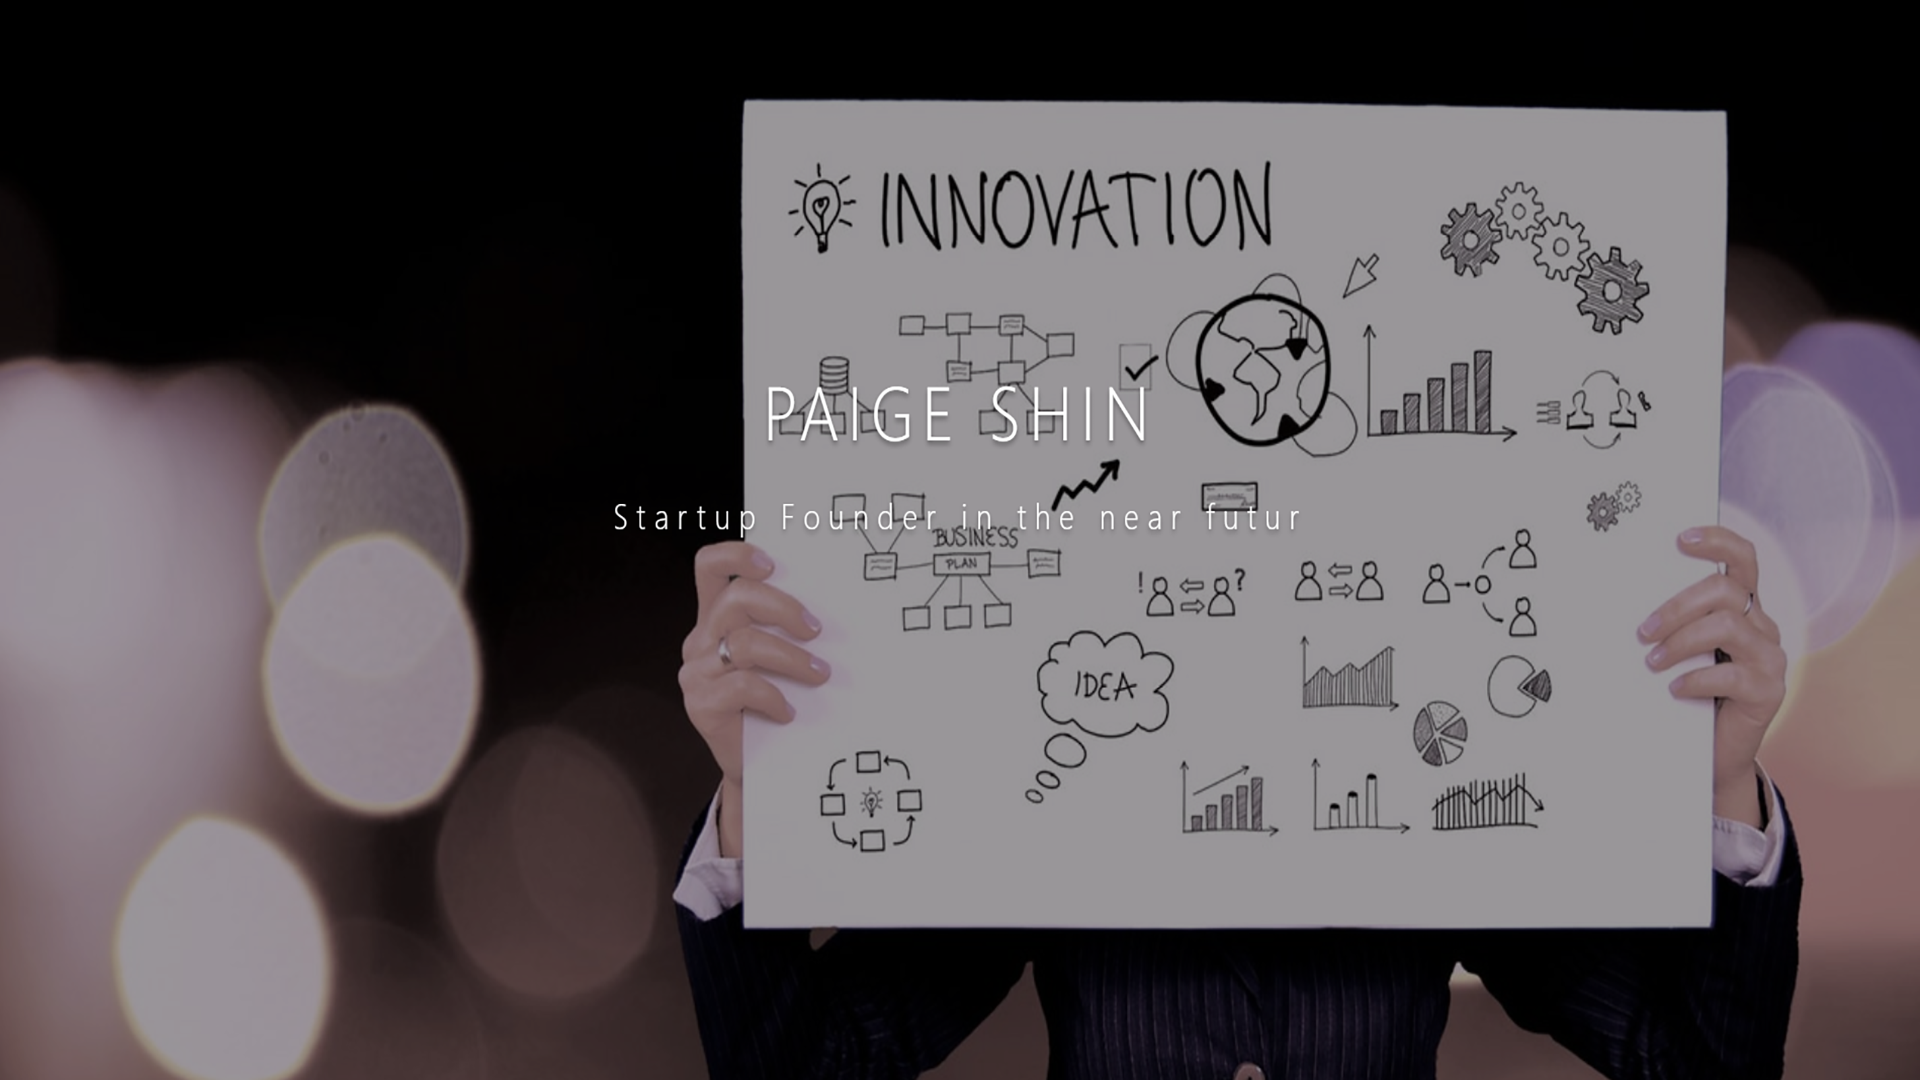 INNOVATION
PAIGE SHIN
Startup Founder in the near futur
BUSINESS
PLAN
! ?
IDEA